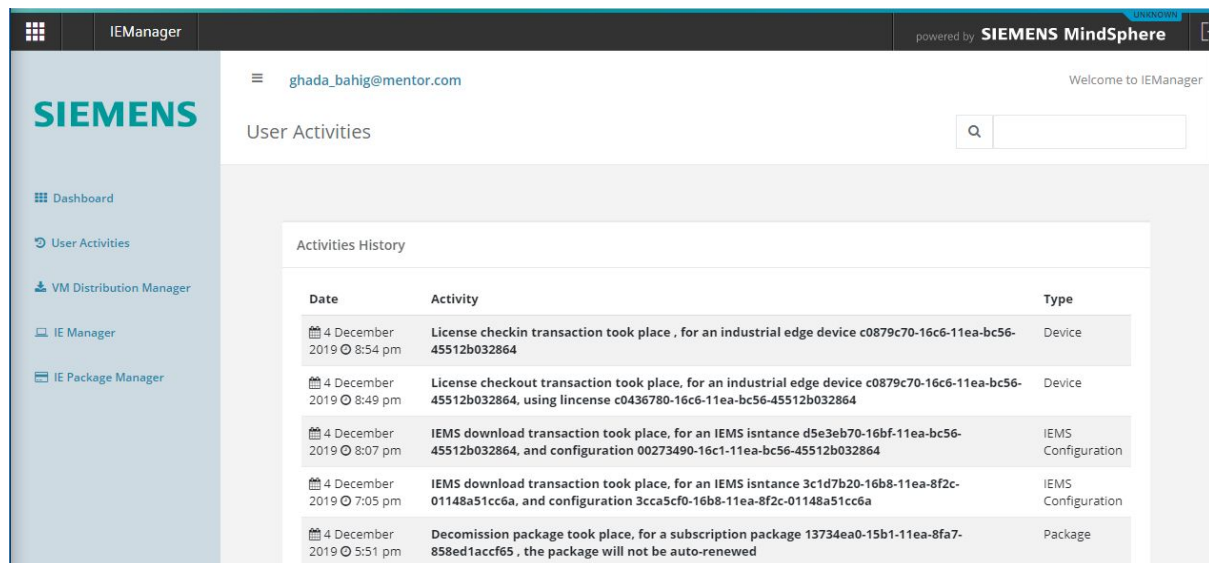 UNKNOWN
IEManager
powered by SIEMENS MindSphere
SIEMENS
ghada_bahig@mentor.com
Welcome to IEManager
User Activities
Dashboard
User Activities
VM Distribution Manager
IE Manager
IE Package Manager
Activities History
Date Activity Type
4 December License checkin transaction took place , for an industrial edge device c0879c70-16c6-11ea-bc56- Device
2019 8:54 pm 45512b032864
4 December License checkout transaction took place, for an industrial edge device c0879c70-16c6-11ea-bc56- Device
2019 8:49 pm 45512b032864, using lincense c0436780-16c6-11ea-bc56-45512b032864
4 December IEMS download transaction took place, for an IEMS isntance d5e3eb70-16bf-11ea-bc56- IEMS
2019 8:07 pm 45512b032864, and configuration 00273490-16c1-11ea-bc56-45512b032864 Configuration
4 December IEMS download transaction took place, for an IEMS isntance 3c1d7b20-16b8-11ea-8f2c- IEMS
2019 7:05 pm 01148a51cc6a, and configuration 3cca5cf0-16b8-11ea-8f2c-01148a51cc6a Configuration
4 December Decomission package took place, for a subscription package 13734ea0-15b1-11ea-8fa7- Package
2019 5:51 pm 858ed1accf65 , the package will not be auto-renewed